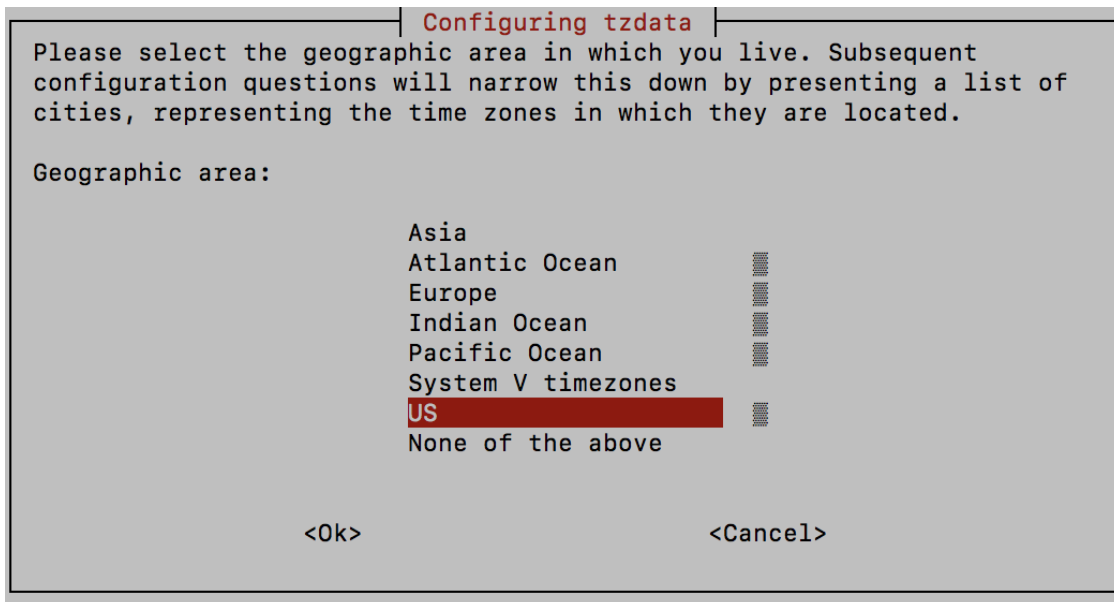 Configuring tzdata
Please select the geographic area in which you live. Subsequent
configuration questions will narrow this down by presenting a list of
cities, representing the time zones in which they are located.
Geographic area:
Asia
Atlantic Ocean
Europe
Indian Ocean
Pacific Ocean
System V timezones
US
None of the above
<Ok> <Cancel>